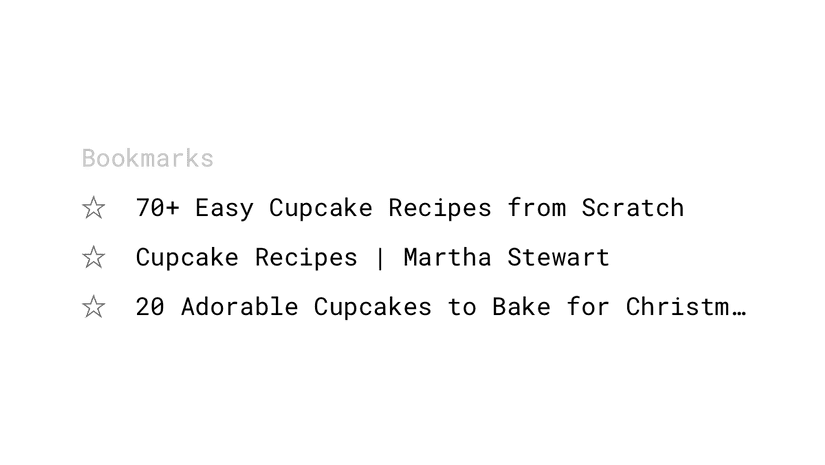 Bookmarks
☆ 70+ Easy Cupcake Recipes from Scratch
☆ Cupcake Recipes | Martha Stewart
☆ 20 Adorable Cupcakes to Bake for Christm…